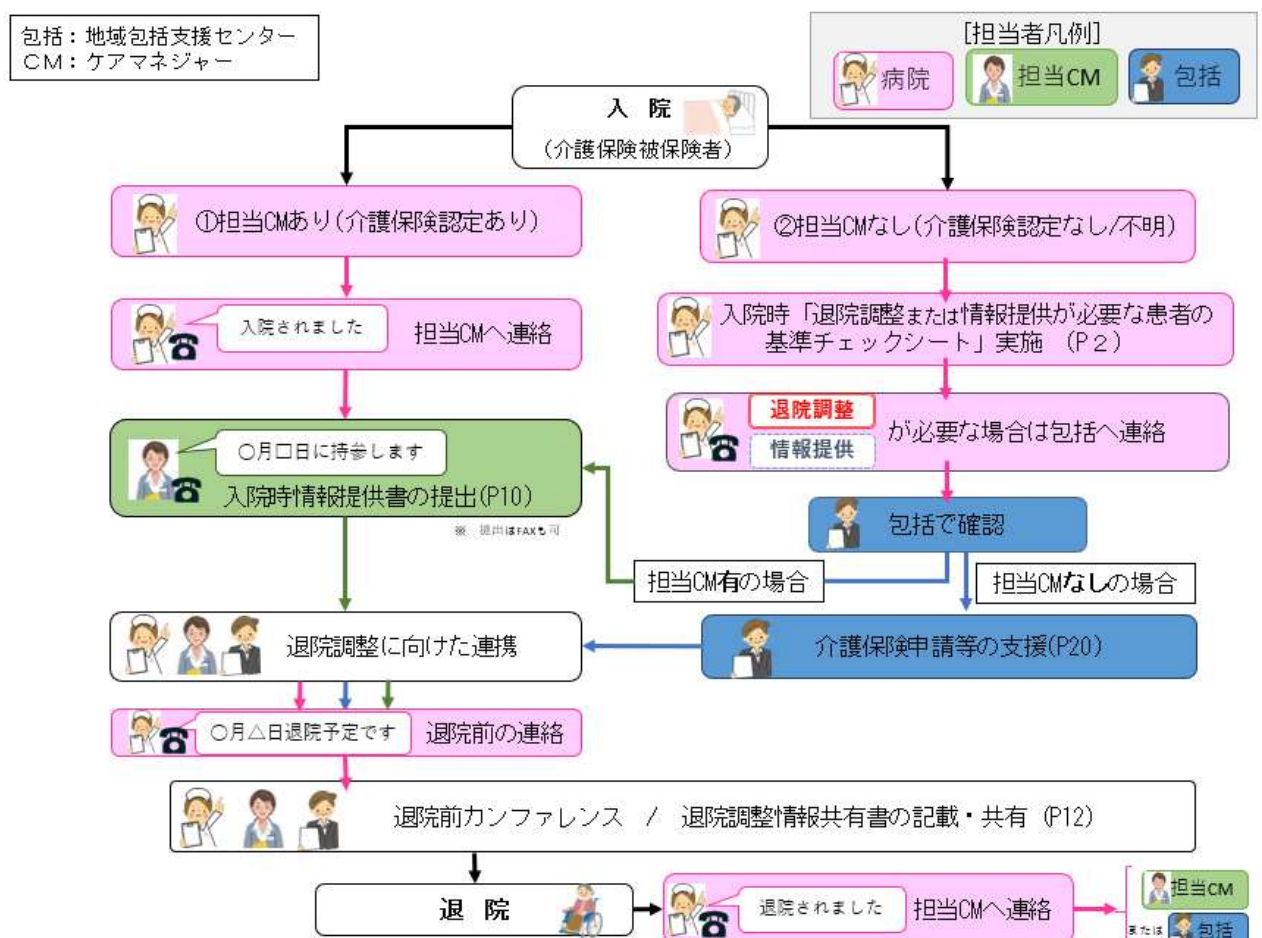 包括：地域包括支援センター
ＣＭ：ケアマネジャー
[担当者凡例]
病院
担当CM
包括
入 院
（介護保険被保険者）
①担当CMあり(介護保険認定あり)
②担当CMなし(介護保険認定なし/不明)
入院されました
担当CMへ連絡
入院時「退院調整または情報提供が必要な患者の
基準チェックシート」実施 （P２）
退院調整
情報提供
が必要な場合は包括へ連絡
○月□日に持参します
入院時情報提供書の提出(P10)
※ 提出はFAXも可
包括で確認
担当CM有の場合
担当CMなしの場合
退院調整に向けた連携
介護保険申請等の支援(P20)
○月△日退院予定です
退院前の連絡
退院前カンファレンス / 退院調整情報共有書の記載・共有 (P12)
退 院
退院されました
担当CMへ連絡
担当CM
または
包括